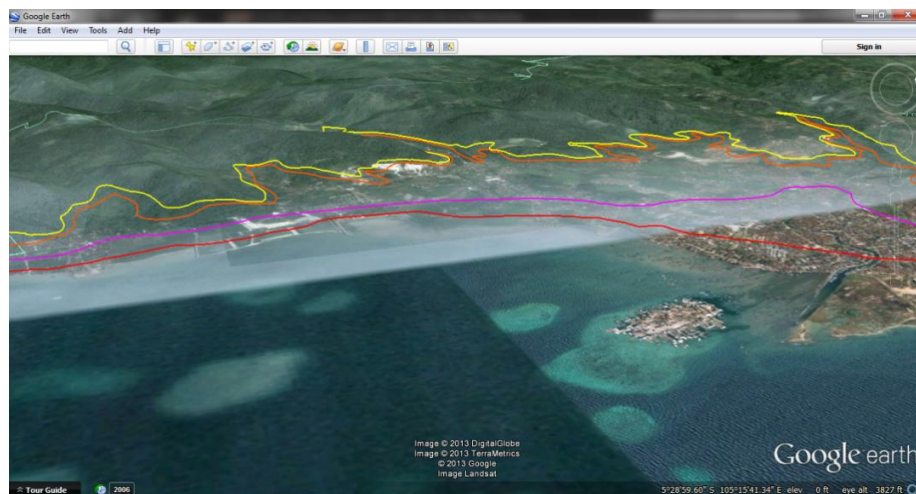 Google Earth
File Edit View Tools Add Help
Sign in
Image © 2013 DigitalGlobe
Image © 2013 TerraMetrics
© 2013 Google
Image Landsat
Google earth
Tour Guide 2006 5°28'59.60" S 105°15'41.34" E elev 0 ft eye alt 3827 ft